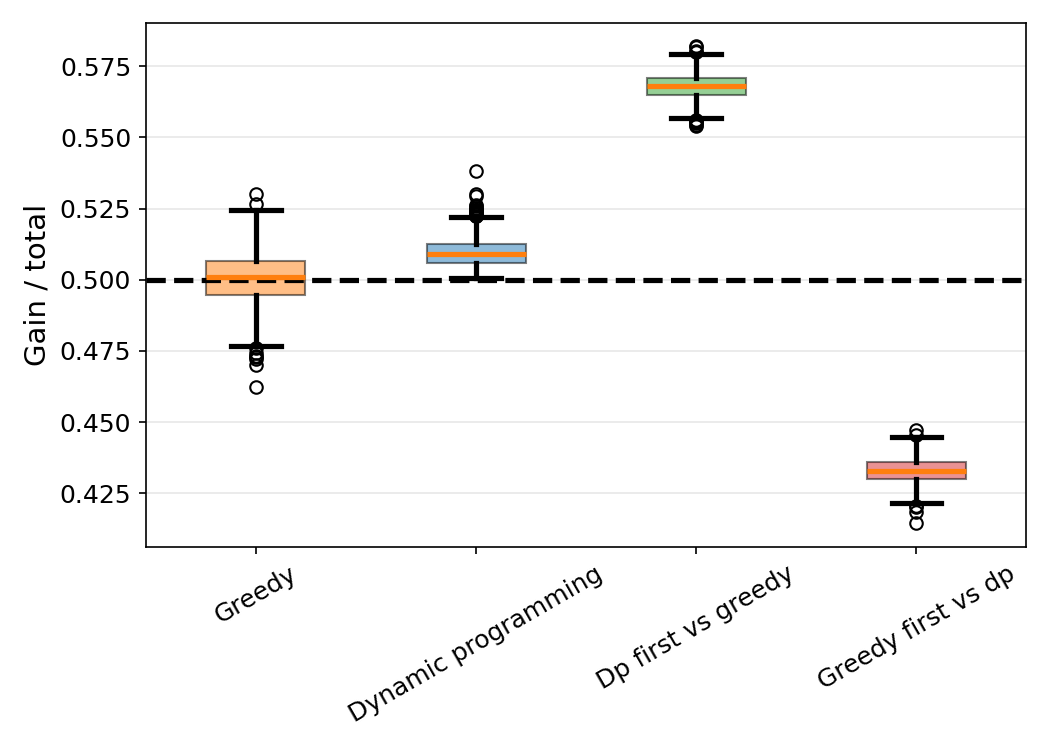 Gain / total
0.575
0.550
0.525
0.500
0.475
0.450
0.425
Greedy
Dynamic programming
Dp first vs greedy
Greedy first vs dp